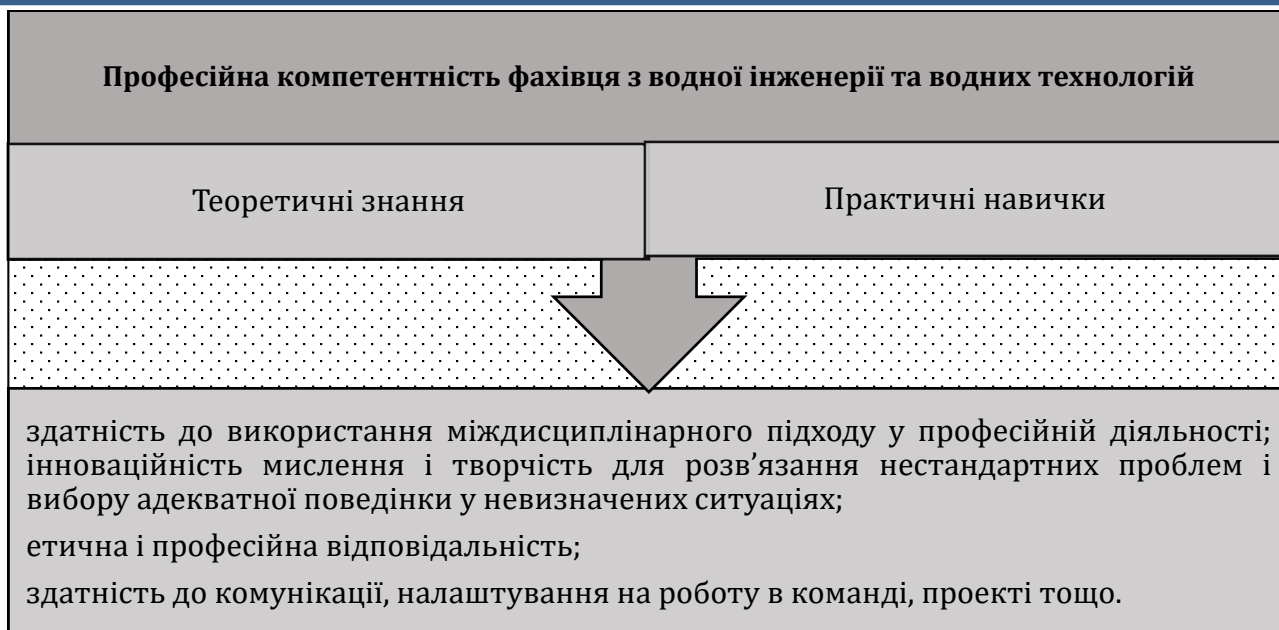 Професійна компетентність фахівця з водної інженерії та водних технологій
Теоретичні знання
Практичні навички
здатність до використання міждисциплінарного підходу у професійній діяльності;
інноваційність мислення і творчість для розв’язання нестандартних проблем і
вибору адекватної поведінки у невизначених ситуаціях;
етична і професійна відповідальність;
здатність до комунікації, налаштування на роботу в команді, проекті тощо.